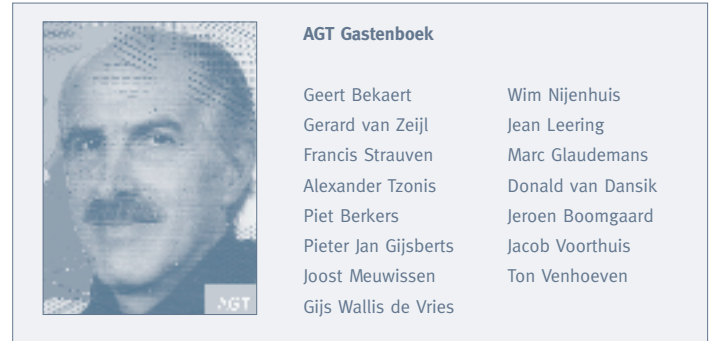 AGT Gastenboek
Geert Bekaert
Gerard van Zeijl
Francis Strauven
Alexander Tzonis
Piet Berkers
Pieter Jan Gijsberts
Joost Meuwissen
Gijs Wallis de Vries
Wim Nijenhuis
Jean Leering
Marc Glaudemans
Donald van Dansik
Jeroen Boomgaard
Jacob Voorthuis
Ton Venhoeven
AGT